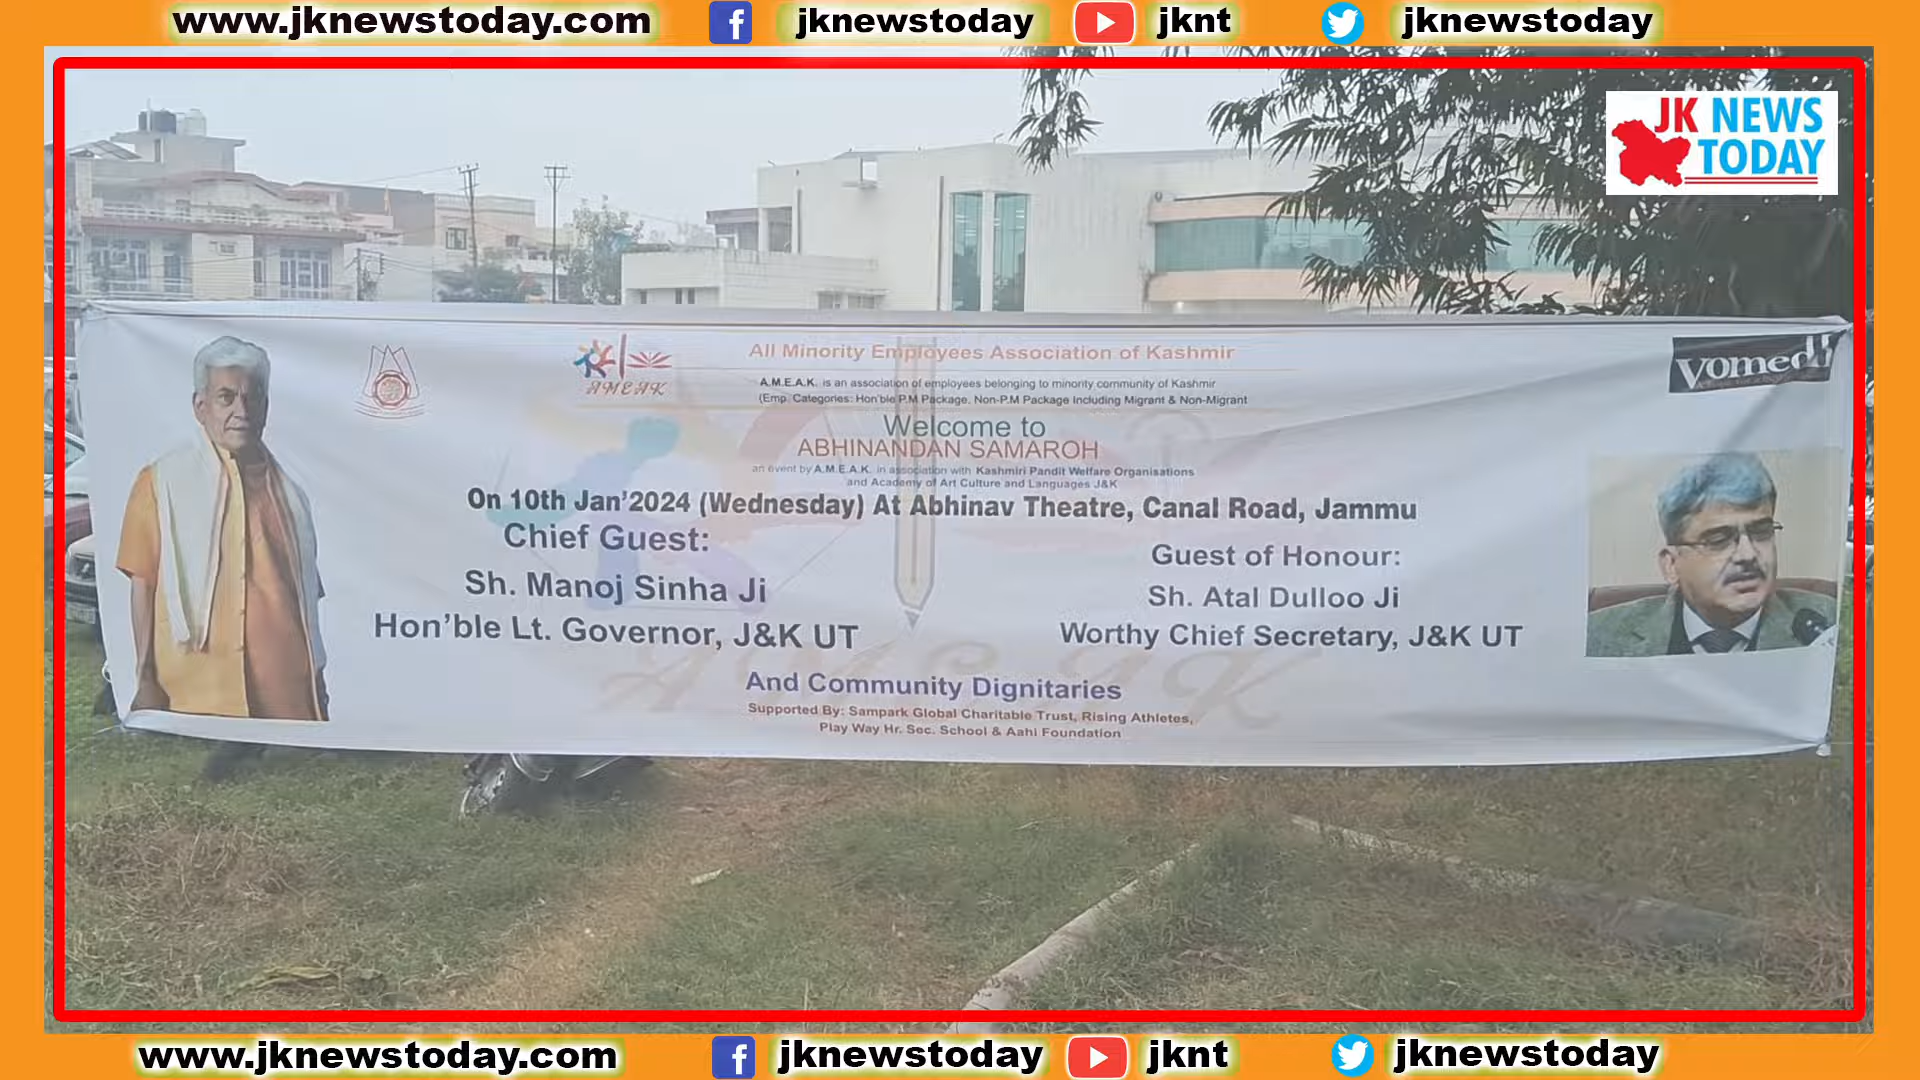 www.jknewstoday.com jknewstoday jknt jknewstoday
JK NEWS
TODAY
All Minority Employees Association of Kashmir
A.M.E.A.K. is an association of employees belonging to minority community of Kashmir
(Emp. Categories: Hon'ble P.M Package, Non-P.M Package Including Migrant & Non-Migrant
AMEAK
Vomedh
Welcome to
ABHINANDAN SAMAROH
an event by A.M.E.A.K. in association with Kashmiri Pandit Welfare Organisations
and Academy of Art Culture and Languages J&K
On 10th Jan'2024 (Wednesday) At Abhinav Theatre, Canal Road, Jammu
Chief Guest:
Sh. Manoj Sinha Ji
Hon'ble Lt. Governor, J&K UT
Guest of Honour:
Sh. Atal Dulloo Ji
Worthy Chief Secretary, J&K UT
AMEAK
And Community Dignitaries
Supported By: Sampark Global Charitable Trust, Rising Athletes,
Play Way Hr. Sec. School & Aahi Foundation
www.jknewstoday.com jknewstoday jknt jknewstoday